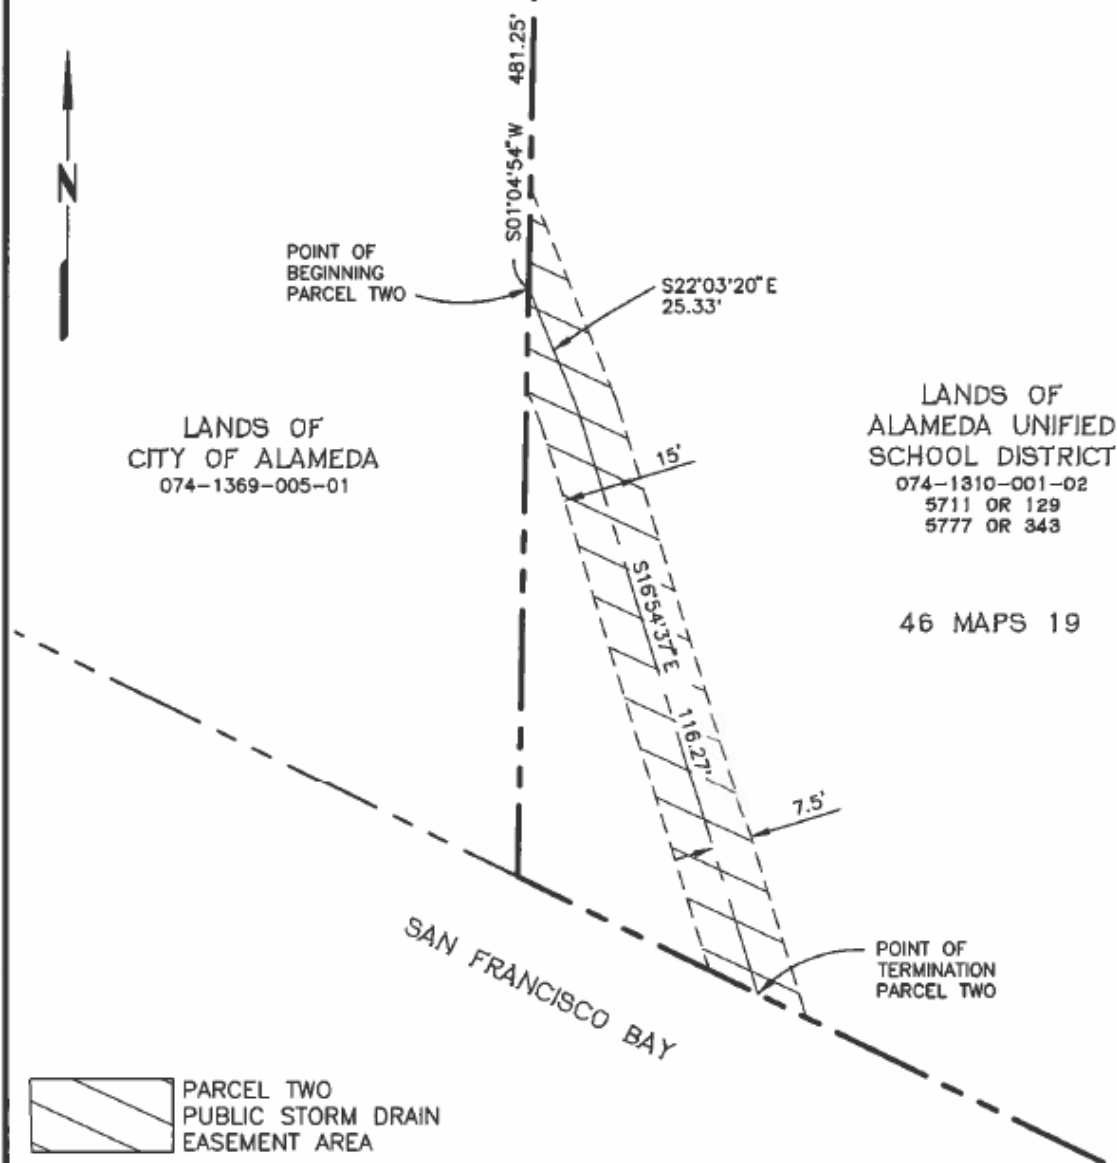 481.25'
S01°04'54"W
N
POINT OF
BEGINNING
PARCEL TWO
S22°03'20"E
25.33'
LANDS OF
CITY OF ALAMEDA
074-1369-005-01
LANDS OF
ALAMEDA UNIFIED
SCHOOL DISTRICT
074-1310-001-02
5711 OR 129
5777 OR 343
15'
S16°54'37"E
116.27'
46 MAPS 19
7.5'
SAN FRANCISCO BAY
POINT OF
TERMINATION
PARCEL TWO
PARCEL TWO
PUBLIC STORM DRAIN
EASEMENT AREA